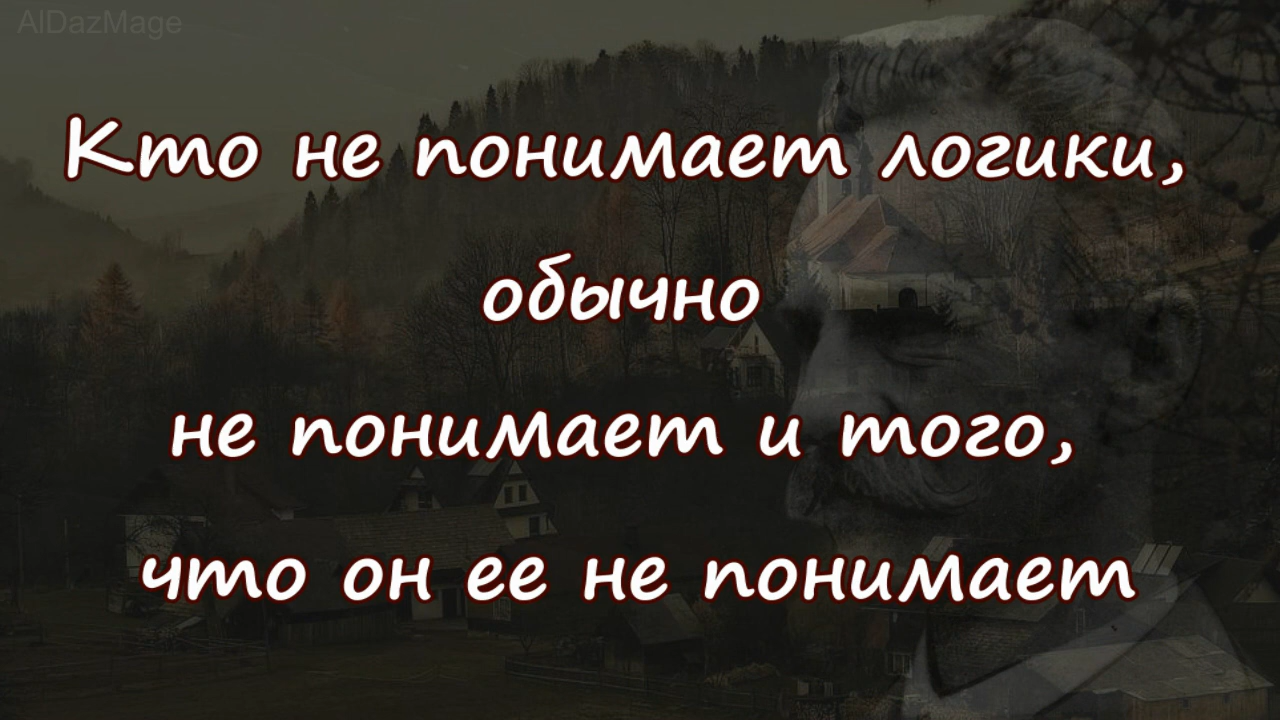 AlDazMage
Кто не понимает логики,
обычно
не понимает и того,
что он ее не понимает